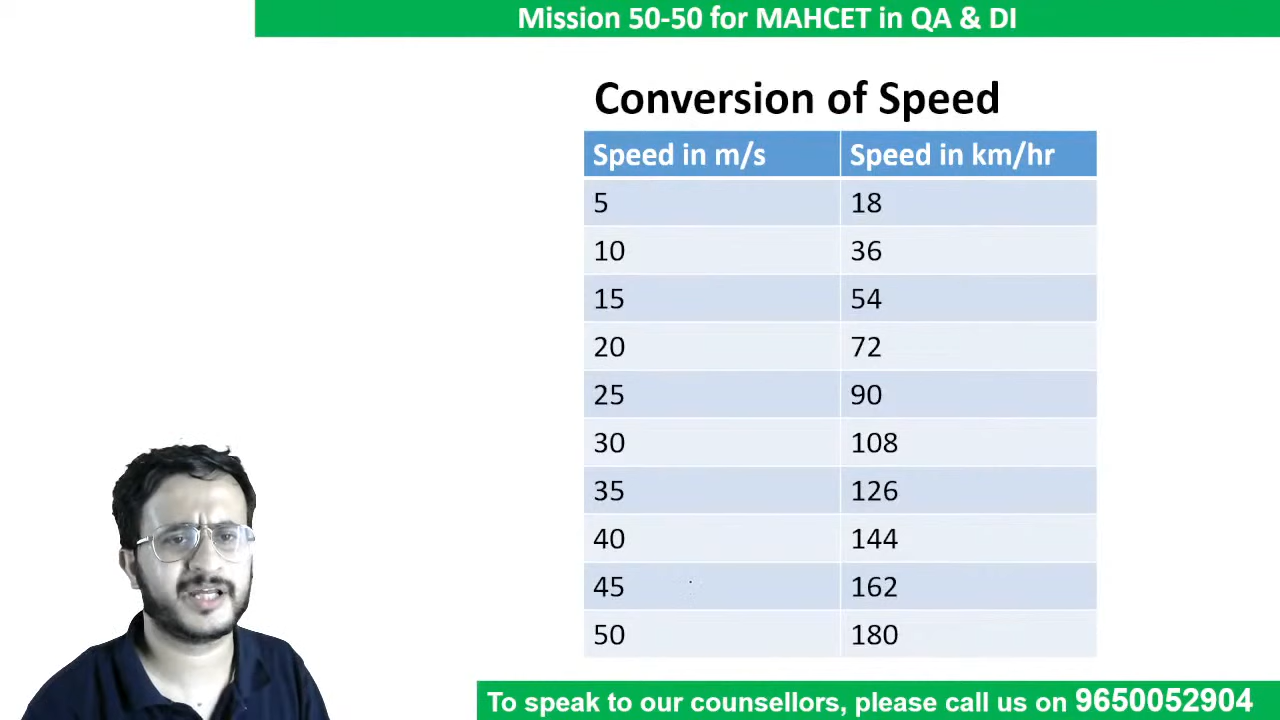 Mission 50-50 for MAHCET in QA & DI
Conversion of Speed
Speed in m/s Speed in km/hr
5 18
10 36
15 54
20 72
25 90
30 108
35 126
40 144
45 162
50 180
To speak to our counsellors, please call us on 9650052904